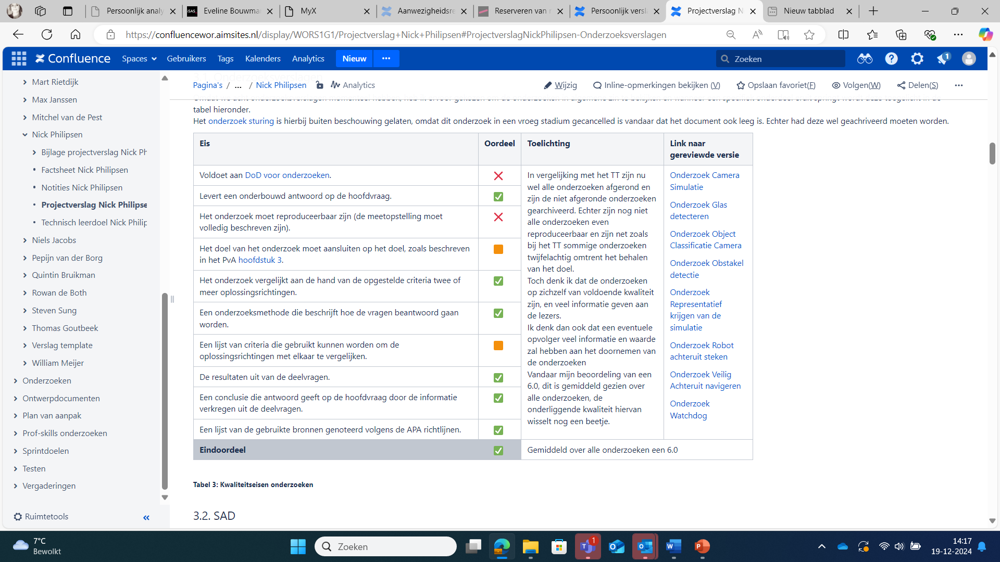 Persoonlijk analy
Eveline Bouwma
MyX
Aanwezigheidsre
Reserveren van r
Persoonlijk versl
Projectverslag N
Nieuw tabblad
https://confluencewor.aimsites.nl/display/WORS1G1/Projectverslag+Nick+Philipsen#ProjectverslagNickPhilipsen-Onderzoeksverslagen
Confluence
Spaces
Gebruikers
Tags
Kalenders
Analytics
Nieuw
Zoeken
1
Mart Rietdijk
Max Janssen
Mitchel van de Pest
Nick Philipsen
Bijlage projectverslag Nick Ph
Factsheet Nick Philipsen
Notities Nick Philipsen
Projectverslag Nick Philipse
Technisch leerdoel Nick Philip
Niels Jacobs
Pepijn van der Borg
Quintin Bruikman
Rowan de Both
Steven Sung
Thomas Goutbeek
Verslag template
William Meijer
Onderzoeken
Ontwerpdocumenten
Plan van aanpak
Prof-skills onderzoeken
Sprintdoelen
Testen
Vergaderingen
Ruimtetools
Pagina's / ... / Nick Philipsen
Analytics
Wijzig
Inline-opmerkingen bekijken (V)
Opslaan favoriet(F)
Volgen(W)
Delen(S)
tabel hieronder.
Het onderzoek sturing is hierbij buiten beschouwing gelaten, omdat dit onderzoek in een vroeg stadium gecancelled is vandaar dat het document ook leeg is. Echter had deze wel geachriveerd moeten worden.
Eis
Oordeel
Toelichting
Link naar
gereviewde versie
Voldoet aan DoD voor onderzoeken.
Levert een onderbouwd antwoord op de hoofdvraag.
Het onderzoek moet reproduceerbaar zijn (de meetopstelling moet
volledig beschreven zijn).
Het doel van het onderzoek moet aansluiten op het doel, zoals beschreven
in het PvA hoofdstuk 3.
Het onderzoek vergelijkt aan de hand van de opgestelde criteria twee of
meer oplossingsrichtingen.
Een onderzoeksmethode die beschrijft hoe de vragen beantwoord gaan
worden.
Een lijst van criteria die gebruikt kunnen worden om de
oplossingsrichtingen met elkaar te vergelijken.
De resultaten uit van de deelvragen.
Een conclusie die antwoord geeft op de hoofdvraag door de informatie
verkregen uit de deelvragen.
Een lijst van de gebruikte bronnen genoteerd volgens de APA richtlijnen.
In vergelijking met het TT zijn nu
wel alle onderzoeken afgerond en
zijn de niet afgeronde onderzoeken
gearchiveerd. Echter zijn nog niet
alle onderzoeken even
reproduceerbaar en zijn net zoals
bij het TT sommige onderzoeken
twijfelachtig omtrent het behalen
van het doel.
Toch denk ik dat de onderzoeken
op zichzelf van voldoende kwaliteit
zijn, en veel informatie geven aan
de lezers.
Ik denk dan ook dat een eventuele
opvolger veel informatie en waarde
zal hebben aan het doornemen van
de onderzoeken
Vandaar mijn beoordeling van een
6.0, dit is gemiddeld gezien over
alle onderzoeken, de
onderliggende kwaliteit hiervan
wisselt nog een beetje.
Onderzoek Camera
Simulatie
Onderzoek Glas
detecteren
Onderzoek Object
Classificatie Camera
Onderzoek Obstakel
detectie
Onderzoek
Representatief
krijgen van de
simulatie
Onderzoek Robot
achteruit steken
Onderzoek Veilig
Achteruit navigeren
Onderzoek
Watchdog
Eindoordeel
Gemiddeld over alle onderzoeken een 6.0
Tabel 3: Kwaliteitseisen onderzoeken
3.2. SAD
7°C
Bewolkt
Zoeken
1
14:17
19-12-2024